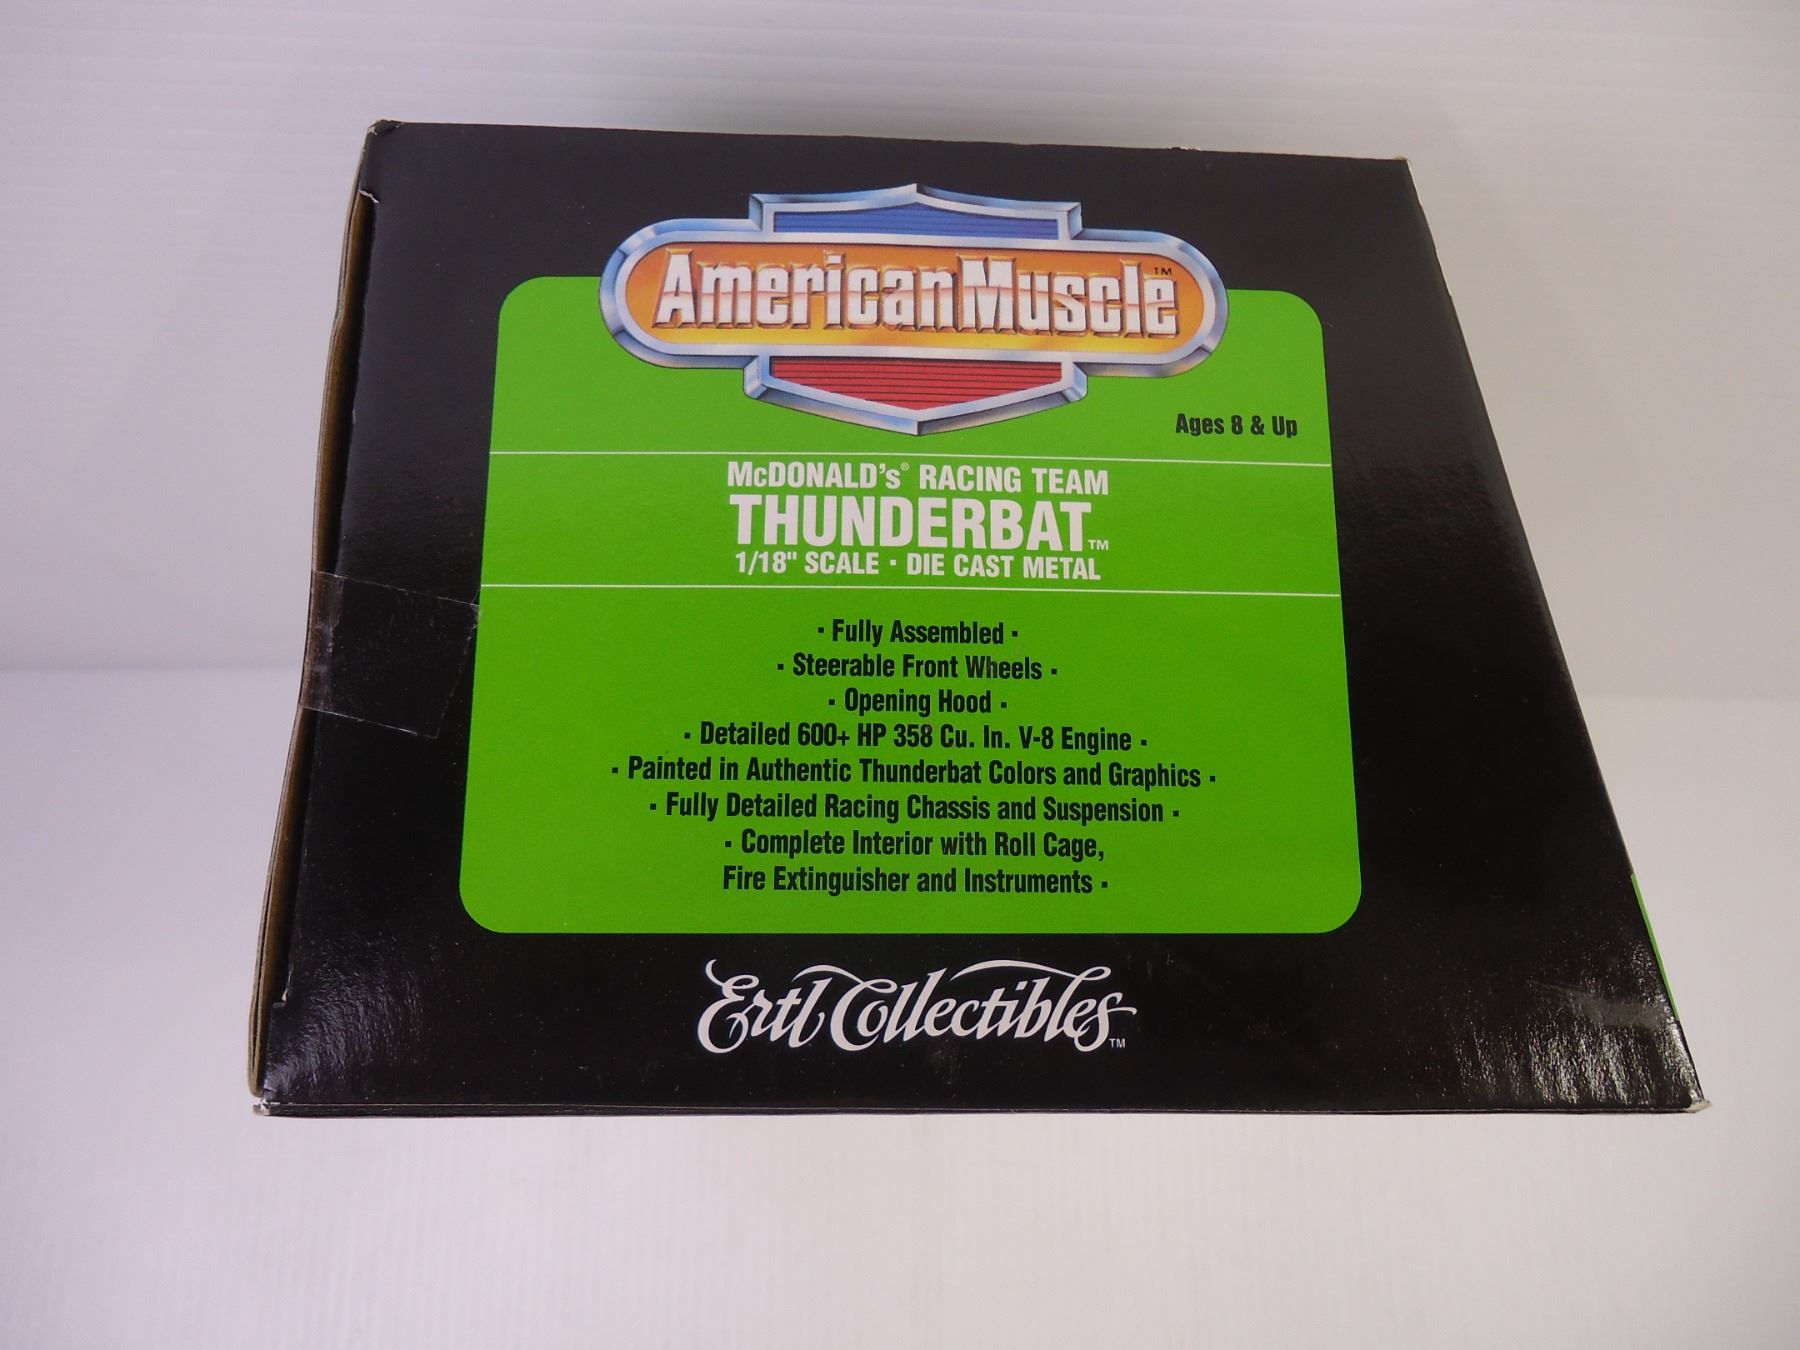 AmericanMuscle™
Ages 8 & Up
McDONALD's® RACING TEAM
THUNDERBAT™
1/18" SCALE · DIE CAST METAL
· Fully Assembled ·
· Steerable Front Wheels ·
· Opening Hood ·
· Detailed 600+ HP 358 Cu. In. V-8 Engine ·
· Painted in Authentic Thunderbat Colors and Graphics ·
· Fully Detailed Racing Chassis and Suspension ·
· Complete Interior with Roll Cage,
Fire Extinguisher and Instruments ·
Ertl Collectibles™